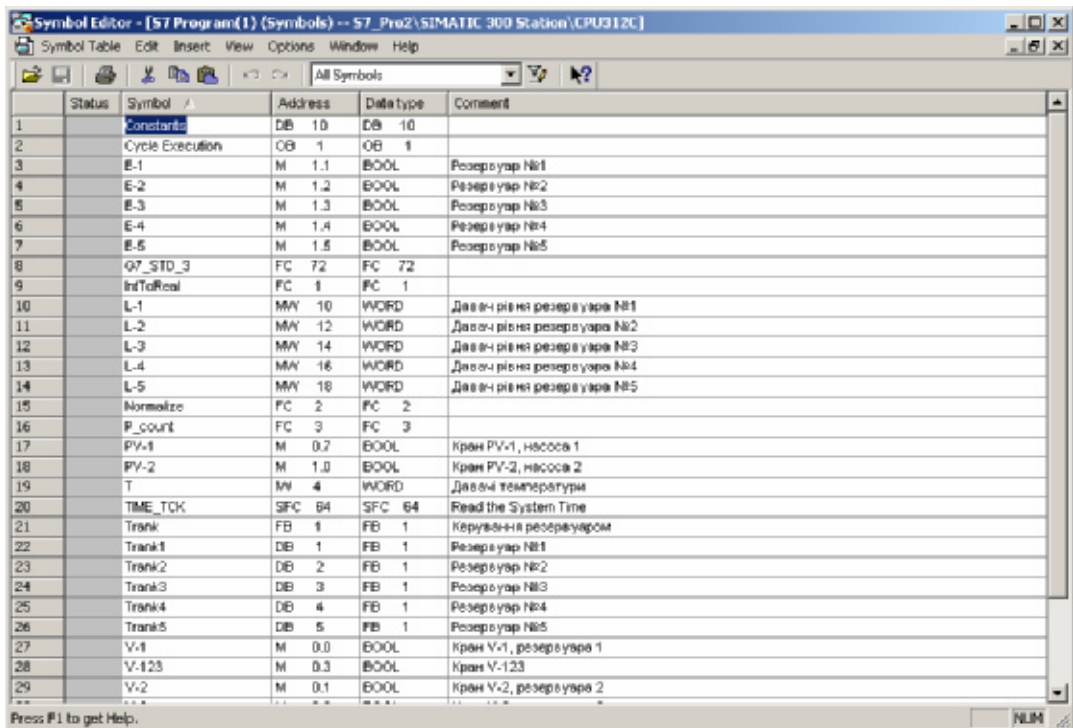 Symbol Editor - [S7 Program(1) (Symbols) -- S7_Pro2\SIMATIC 300 Station\CPU312C]
Symbol Table Edit Insert View Options Window Help
All Symbols
Status Symbol Address Data type Comment
1 Constants DB 10 DB 10
2 Cycle Execution OB 1 OB 1
3 E-1 M 1.1 BOOL Резервуар №1
4 E-2 M 1.2 BOOL Резервуар №2
5 E-3 M 1.3 BOOL Резервуар №3
6 E-4 M 1.4 BOOL Резервуар №4
7 E-5 M 1.5 BOOL Резервуар №5
8 G7_STD_3 FC 72 FC 72
9 IntToReal FC 1 FC 1
10 L-1 MW 10 WORD Давач рівня резервуара №1
11 L-2 MW 12 WORD Давач рівня резервуара №2
12 L-3 MW 14 WORD Давач рівня резервуара №3
13 L-4 MW 16 WORD Давач рівня резервуара №4
14 L-5 MW 18 WORD Давач рівня резервуара №5
15 Normalize FC 2 FC 2
16 P_count FC 3 FC 3
17 PV-1 M 0.7 BOOL Кран PV-1, насоса 1
18 PV-2 M 1.0 BOOL Кран PV-2, насоса 2
19 T MW 4 WORD Давачі температури
20 TIME_TCK SFC 64 SFC 64 Read the System Time
21 Trank FB 1 FB 1 Керування резервуаром
22 Trank1 DB 1 FB 1 Резервуар №1
23 Trank2 DB 2 FB 1 Резервуар №2
24 Trank3 DB 3 FB 1 Резервуар №3
25 Trank4 DB 4 FB 1 Резервуар №4
26 Trank5 DB 5 FB 1 Резервуар №5
27 V-1 M 0.0 BOOL Кран V-1, резервуара 1
28 V-123 M 0.3 BOOL Кран V-123
29 V-2 M 0.1 BOOL Кран V-2, резервуара 2
Press F1 to get Help. NUM